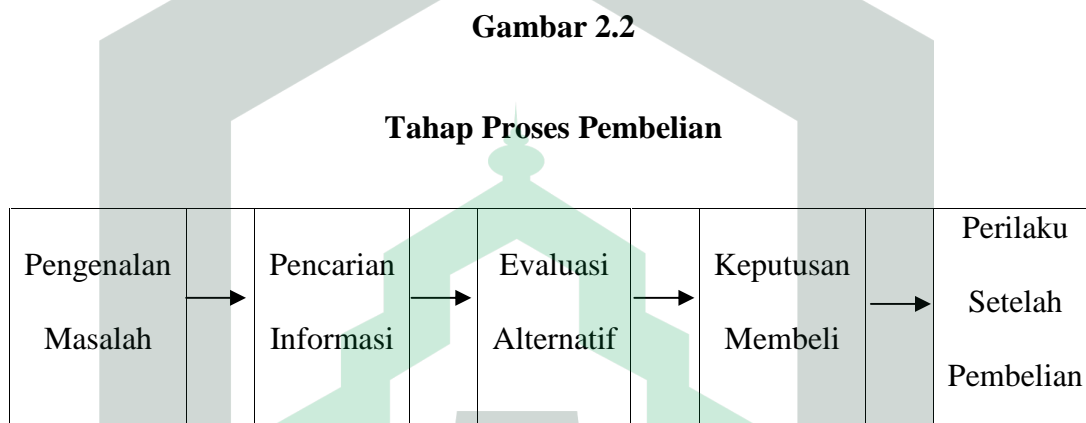 Gambar 2.2
Tahap Proses Pembelian
Pengenalan
Masalah
Pencarian
Informasi
Evaluasi
Alternatif
Keputusan
Membeli
Perilaku
Setelah
Pembelian